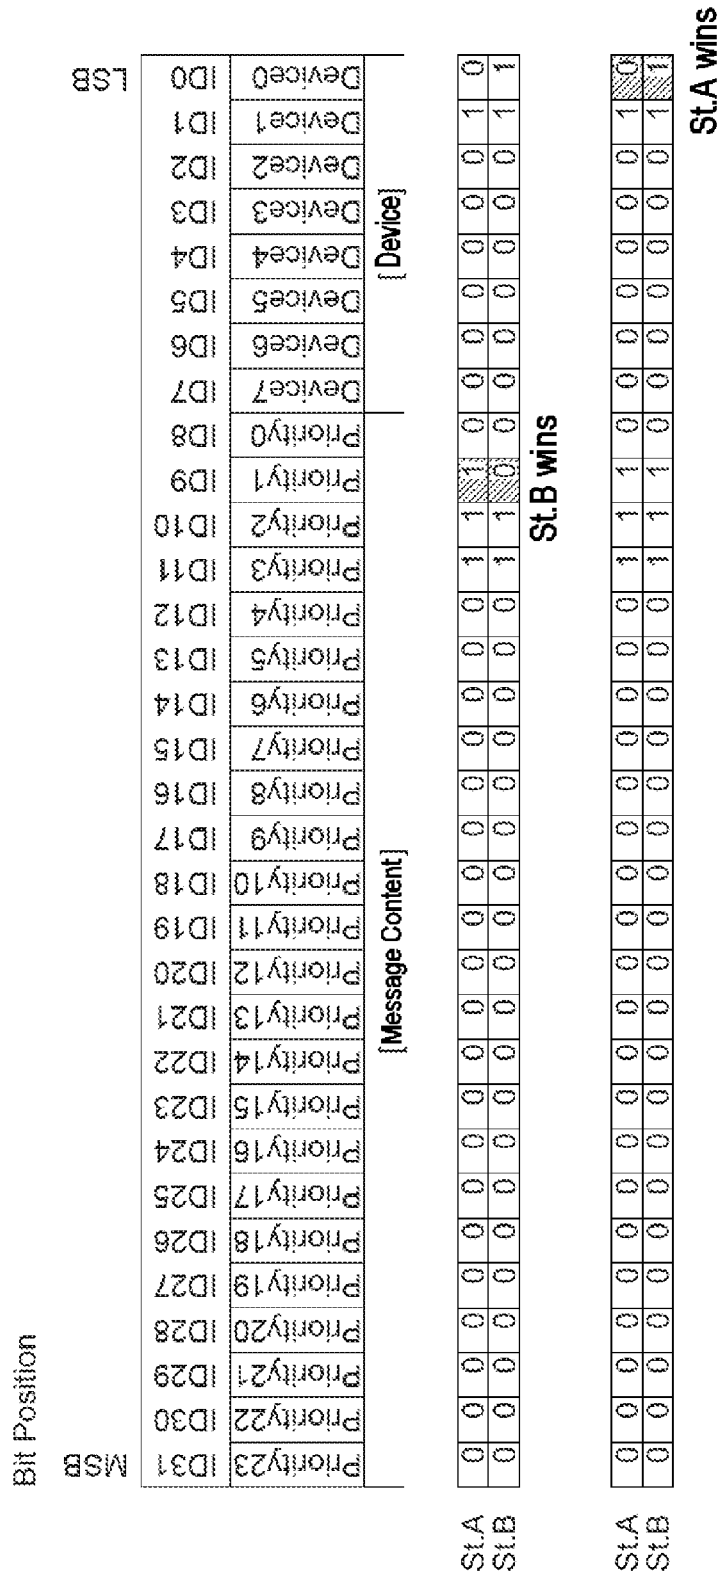 Bit Position
MSB LSB
ID31 ID30 ID29 ID28 ID27 ID26 ID25 ID24 ID23 ID22 ID21 ID20 ID19 ID18 ID17 ID16 ID15 ID14 ID13 ID12 ID11 ID10 ID9 ID8 ID7 ID6 ID5 ID4 ID3 ID2 ID1 ID0
Priority23 Priority22 Priority21 Priority20 Priority19 Priority18 Priority17 Priority16 Priority15 Priority14 Priority13 Priority12 Priority11 Priority10 Priority9 Priority8 Priority7 Priority6 Priority5 Priority4 Priority3 Priority2 Priority1 Priority0 Device7 Device6 Device5 Device4 Device3 Device2 Device1 Device0
[Message Content] [Device]
St.A 0 0 0 0 0 0 0 0 0 0 0 0 0 0 0 0 0 0 0 0 1 1 1 0 0 0 0 0 0 0 1 0
St.B 0 0 0 0 0 0 0 0 0 0 0 0 0 0 0 0 0 0 0 0 1 1 0 0 0 0 0 0 0 0 1 1
St.B wins
St.A 0 0 0 0 0 0 0 0 0 0 0 0 0 0 0 0 0 0 0 0 1 1 1 0 0 0 0 0 0 0 1 0
St.B 0 0 0 0 0 0 0 0 0 0 0 0 0 0 0 0 0 0 0 0 1 1 1 0 0 0 0 0 0 0 1 1
St.A wins